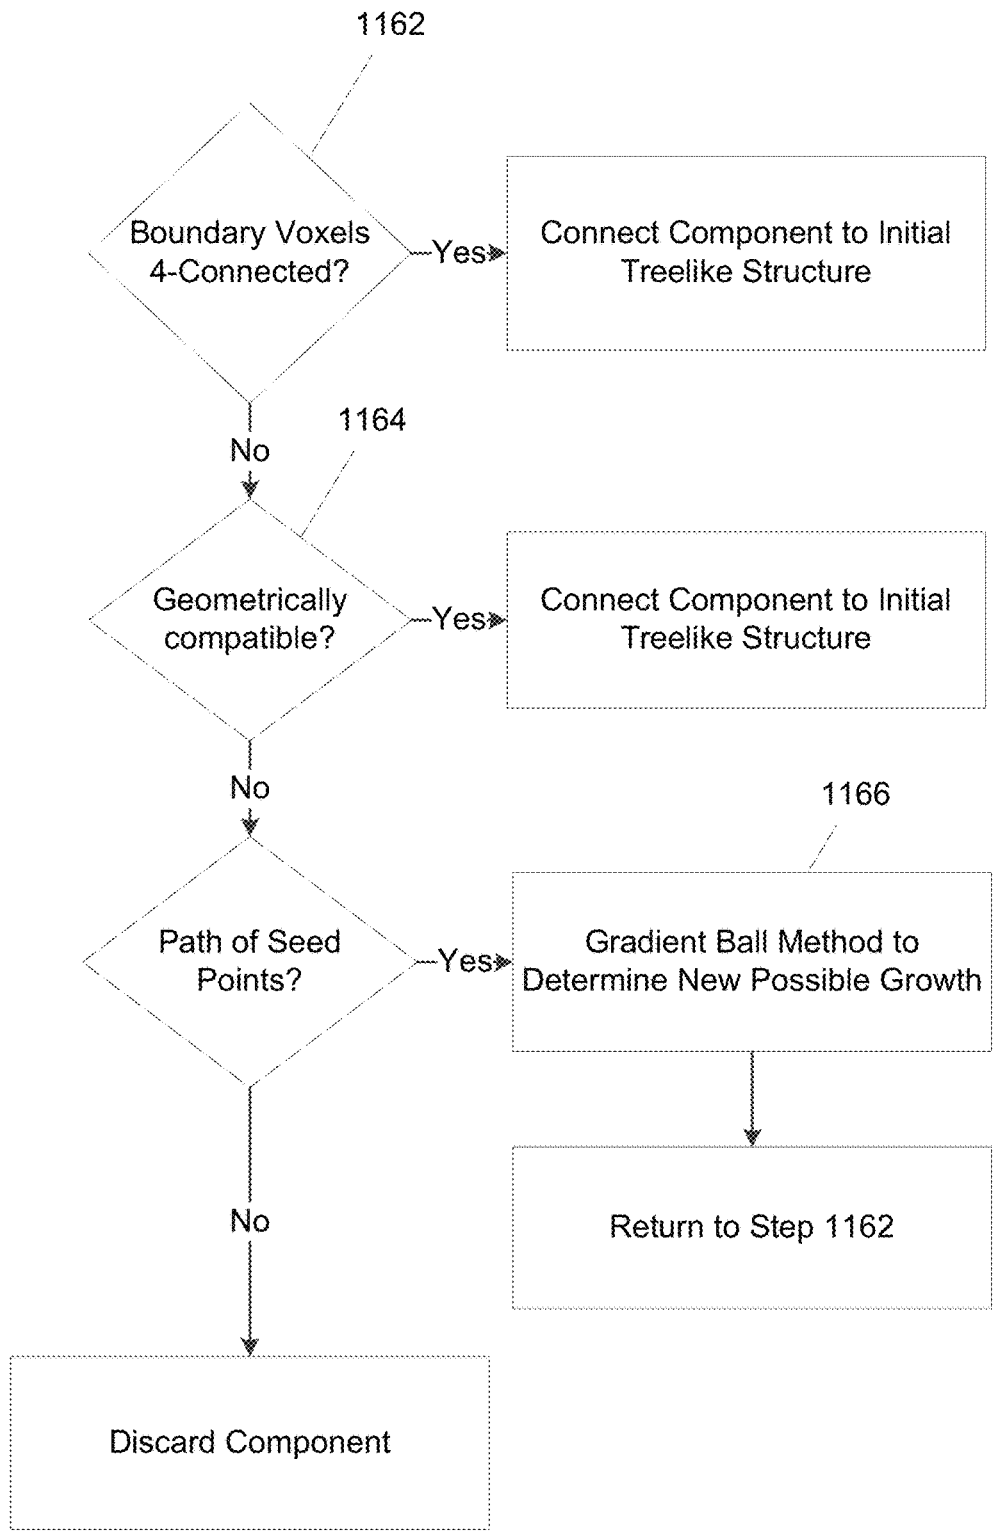 1162
Boundary Voxels
4-Connected?
Yes
Connect Component to Initial
Treelike Structure
No
1164
Geometrically
compatible?
Yes
Connect Component to Initial
Treelike Structure
No
1166
Path of Seed
Points?
Yes
Gradient Ball Method to
Determine New Possible Growth
No
Return to Step 1162
Discard Component